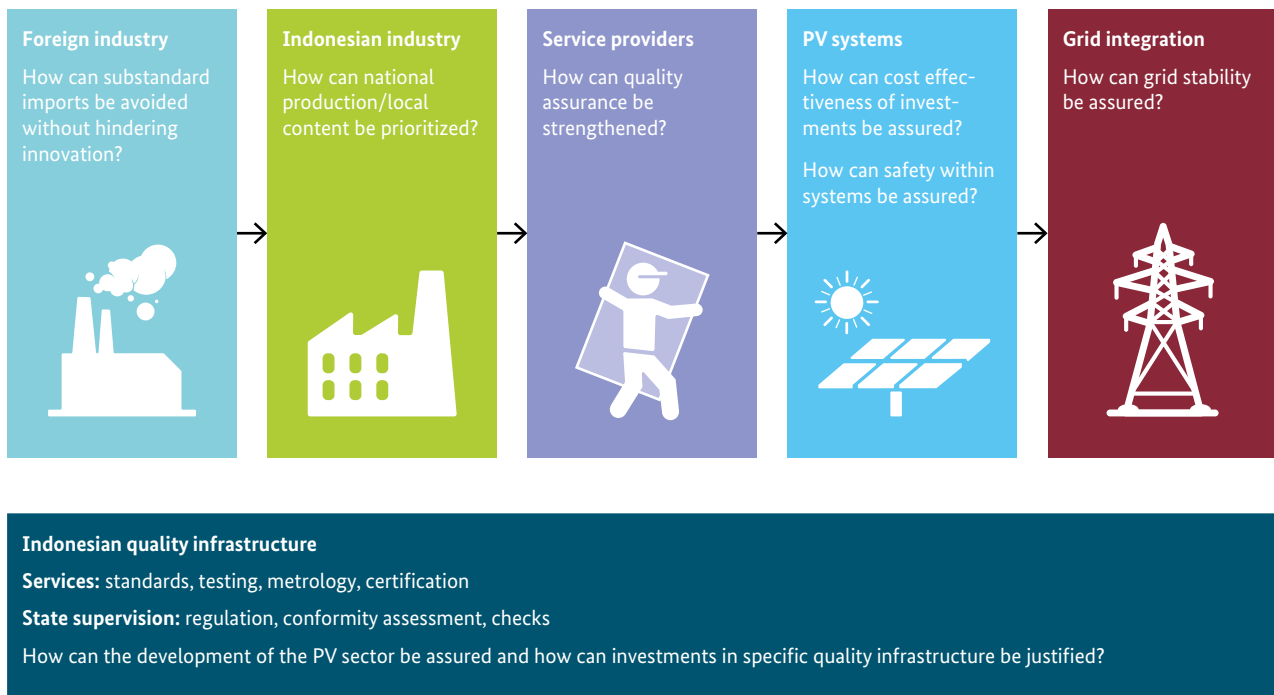 Foreign industry
How can substandard
imports be avoided
without hindering
innovation?
Indonesian industry
How can national
production/local
content be prioritized?
Service providers
How can quality
assurance be
strengthened?
PV systems
How can cost effec-
tiveness of invest-
ments be assured?
How can safety within
systems be assured?
Grid integration
How can grid stability
be assured?
Indonesian quality infrastructure
Services: standards, testing, metrology, certification
State supervision: regulation, conformity assessment, checks
How can the development of the PV sector be assured and how can investments in specific quality infrastructure be justified?